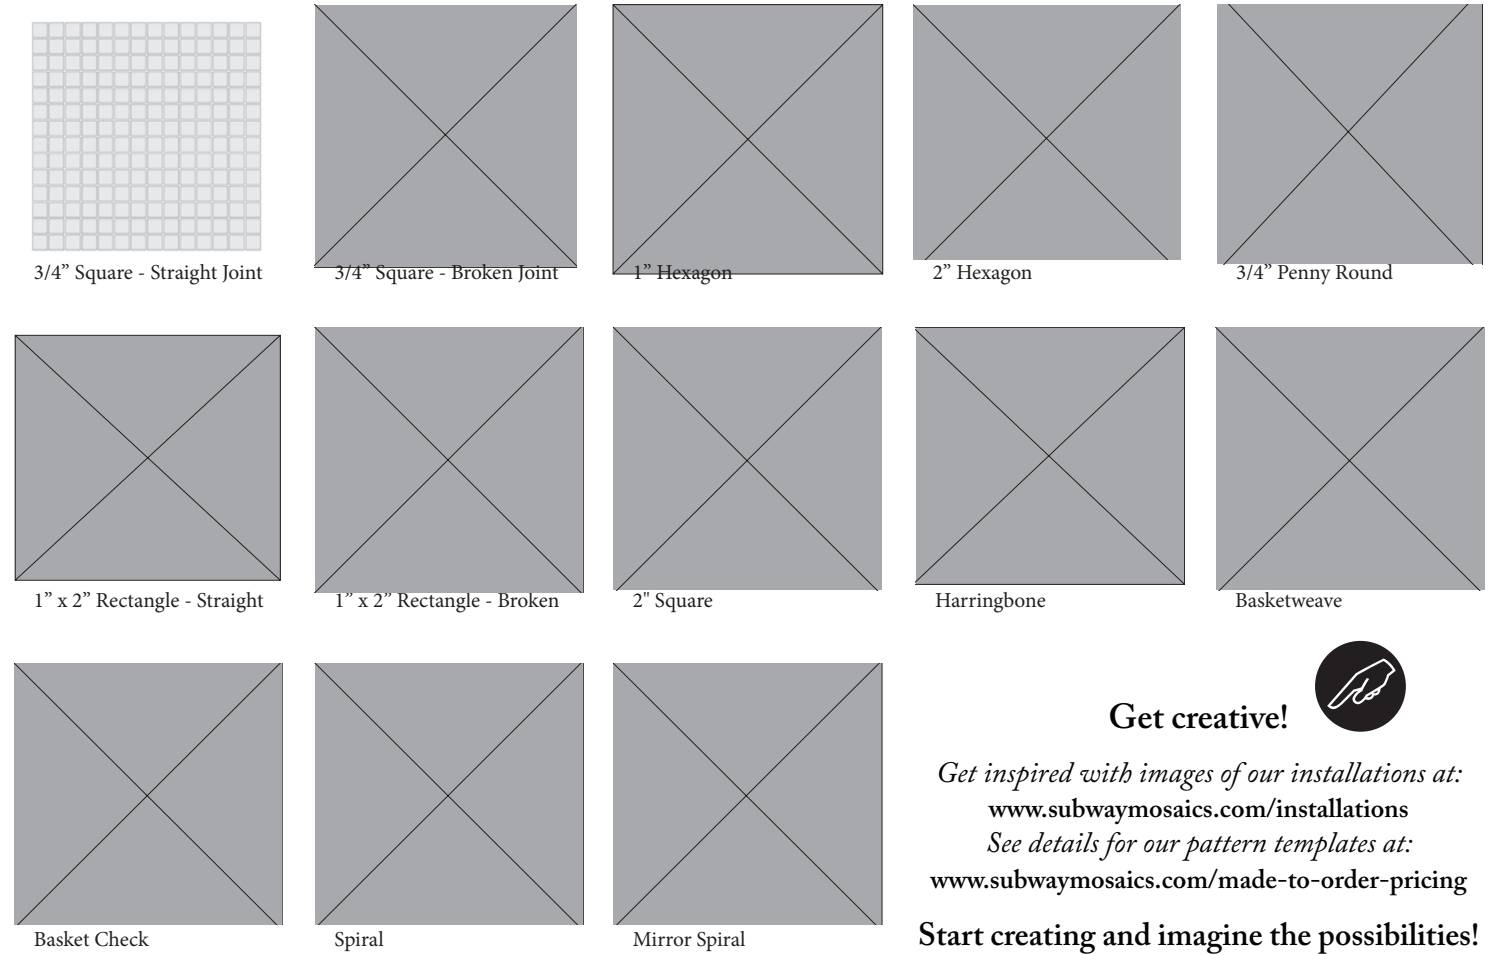 3/4” Square - Straight Joint
3/4” Square - Broken Joint
1” Hexagon
2” Hexagon
3/4” Penny Round
1” x 2” Rectangle - Straight
1” x 2” Rectangle - Broken
2" Square
Harringbone
Basketweave
Basket Check
Spiral
Mirror Spiral
Get creative!
Get inspired with images of our installations at:
www.subwaymosaics.com/installations
See details for our pattern templates at:
www.subwaymosaics.com/made-to-order-pricing
Start creating and imagine the possibilities!